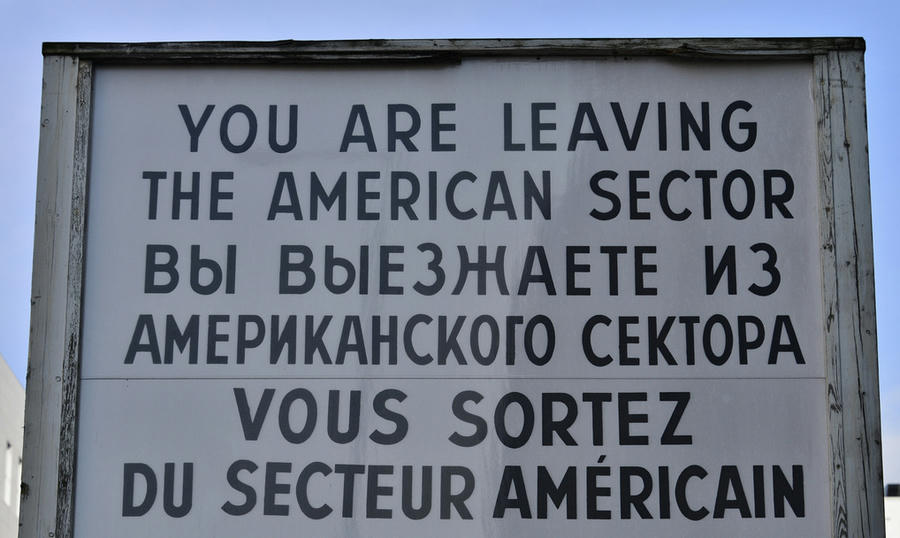 YOU ARE LEAVING
THE AMERICAN SECTOR
ВЫ ВЫЕЗЖАЕТЕ ИЗ
АМЕРИКАНСКОГО СЕКТОРА
VOUS SORTEZ
DU SECTEUR AMÉRICAIN